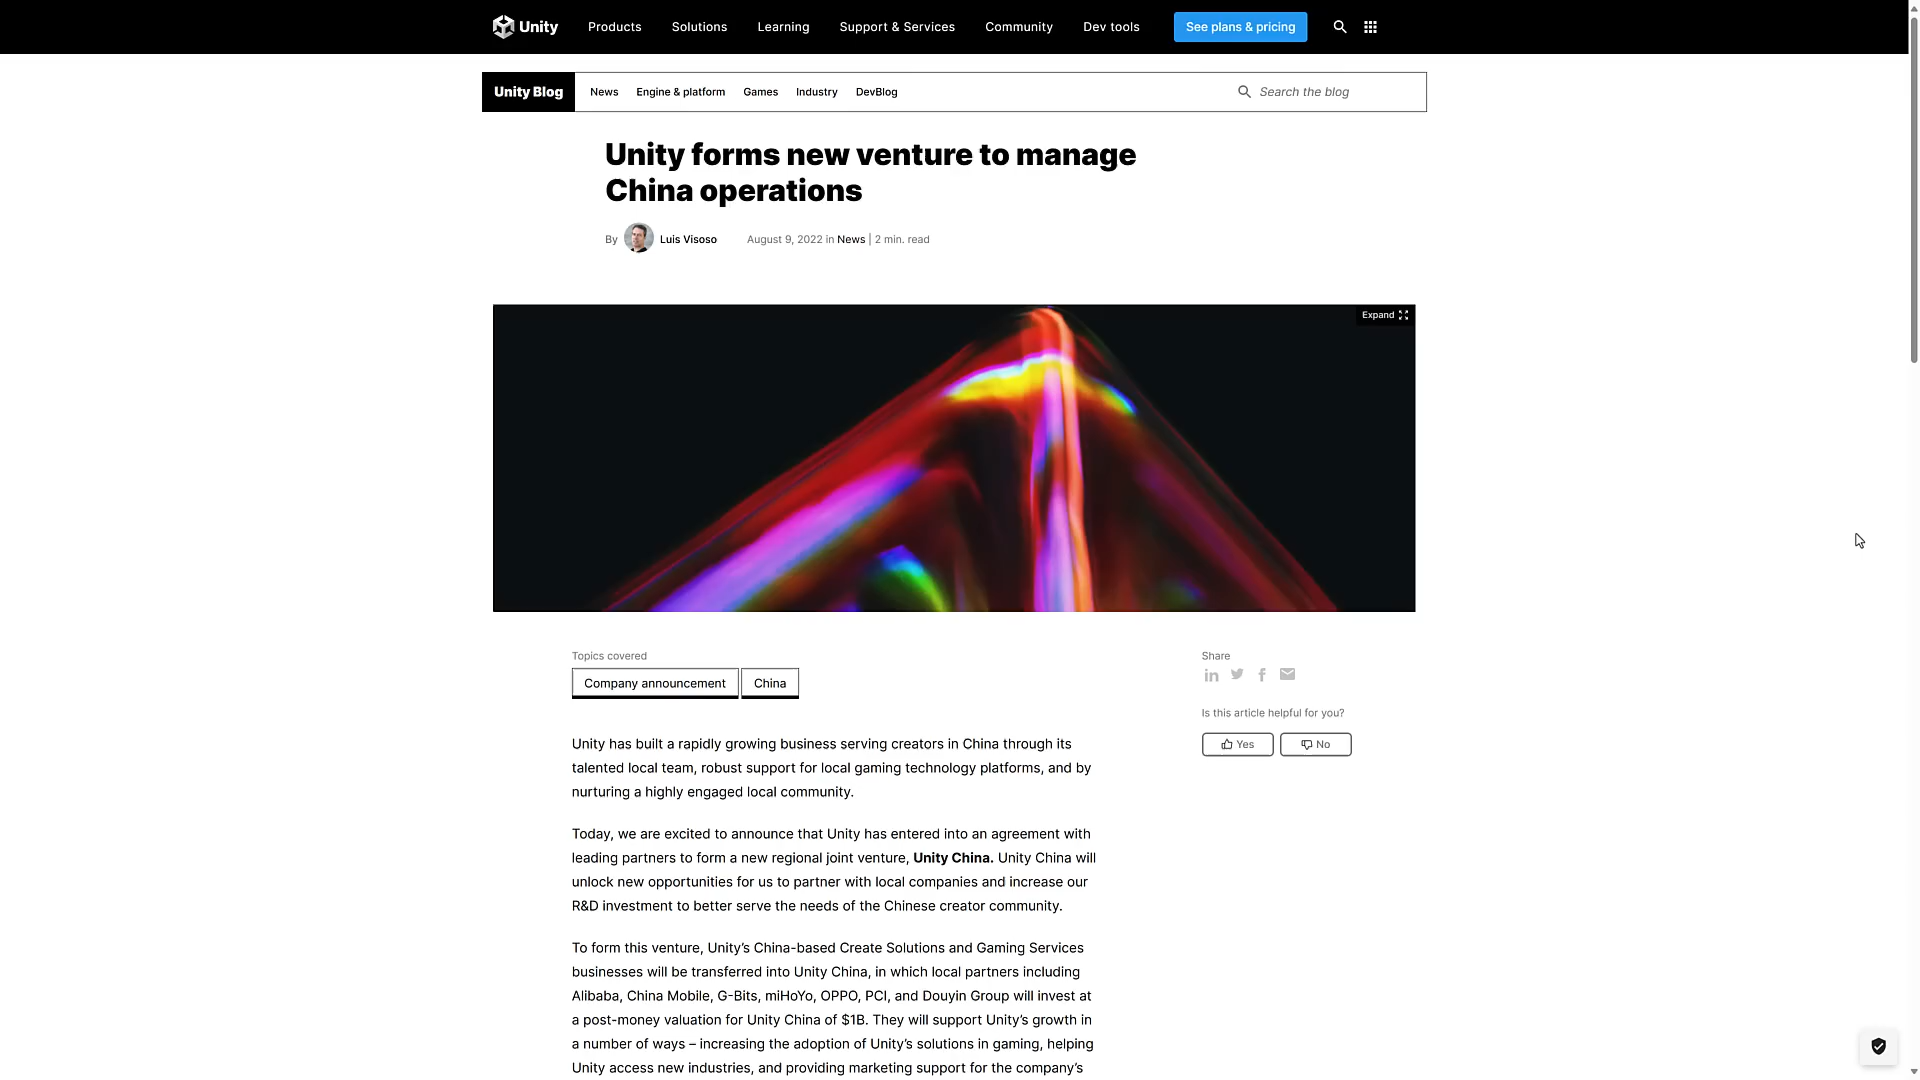 Unity Products Solutions Learning Support & Services Community Dev tools See plans & pricing
Unity Blog News Engine & platform Games Industry DevBlog Search the blog
Unity forms new venture to manage
China operations
By Luis Visoso August 9, 2022 in News | 2 min. read
Expand
Topics covered
Company announcement China
Share
Is this article helpful for you?
Yes No
Unity has built a rapidly growing business serving creators in China through its
talented local team, robust support for local gaming technology platforms, and by
nurturing a highly engaged local community.
Today, we are excited to announce that Unity has entered into an agreement with
leading partners to form a new regional joint venture, Unity China. Unity China will
unlock new opportunities for us to partner with local companies and increase our
R&D investment to better serve the needs of the Chinese creator community.
To form this venture, Unity’s China-based Create Solutions and Gaming Services
businesses will be transferred into Unity China, in which local partners including
Alibaba, China Mobile, G-Bits, miHoYo, OPPO, PCI, and Douyin Group will invest at
a post-money valuation for Unity China of $1B. They will support Unity’s growth in
a number of ways – increasing the adoption of Unity’s solutions in gaming, helping
Unity access new industries, and providing marketing support for the company’s